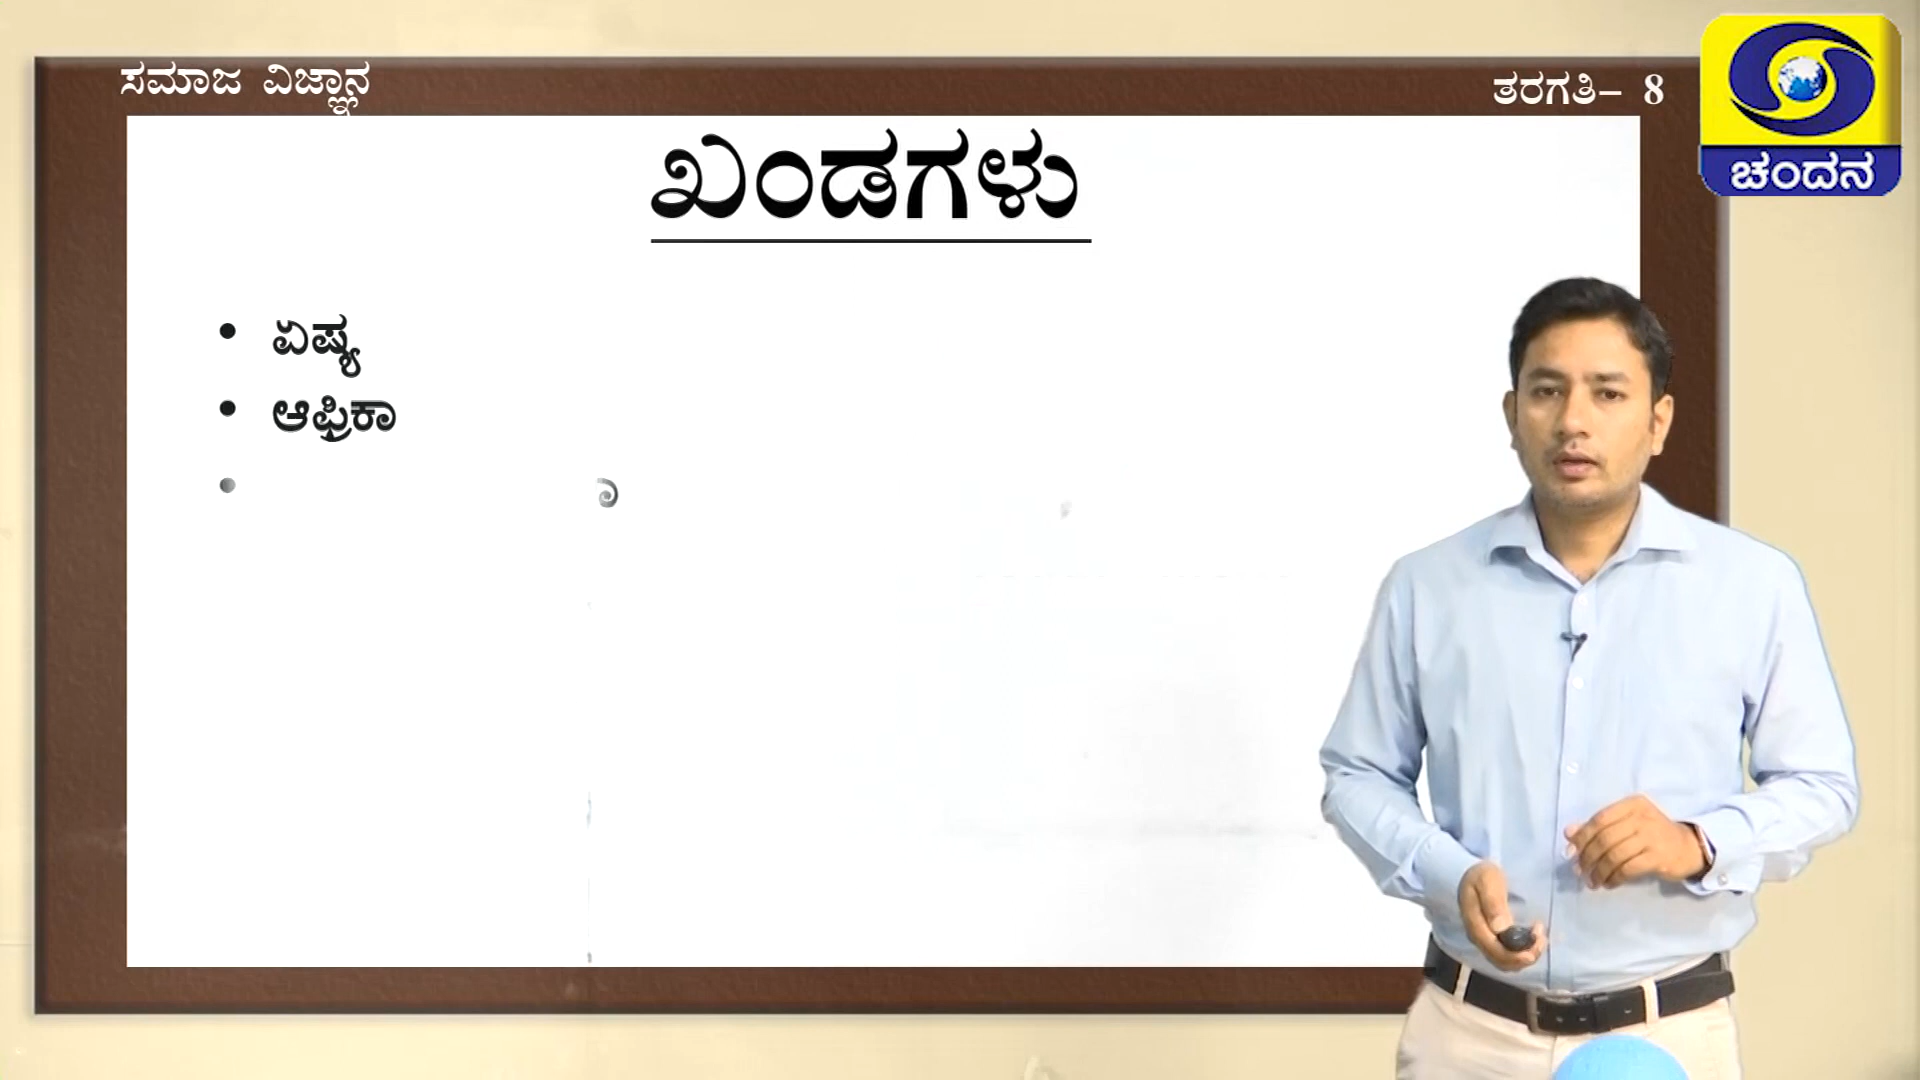 ಸಮಾಜ ವಿಜ್ಞಾನ
ತರಗತಿ– 8
ಚಂದನ
ಖಂಡಗಳು
• ಏಷ್ಯ
• ಆಫ್ರಿಕಾ
•